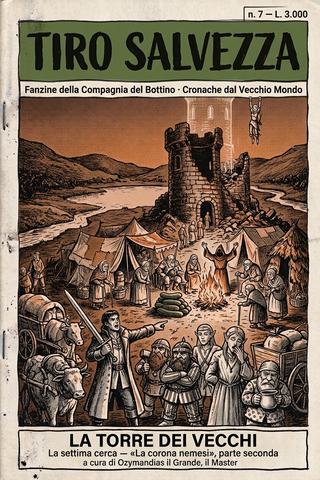 n. 7 — L. 3.000
TIRO SALVEZZA
Fanzine della Compagnia del Bottino · Cronache dal Vecchio Mondo
LA TORRE DEI VECCHI
La settima cerca — «La corona nemesi», parte seconda
a cura di Ozymandias il Grande, il Master